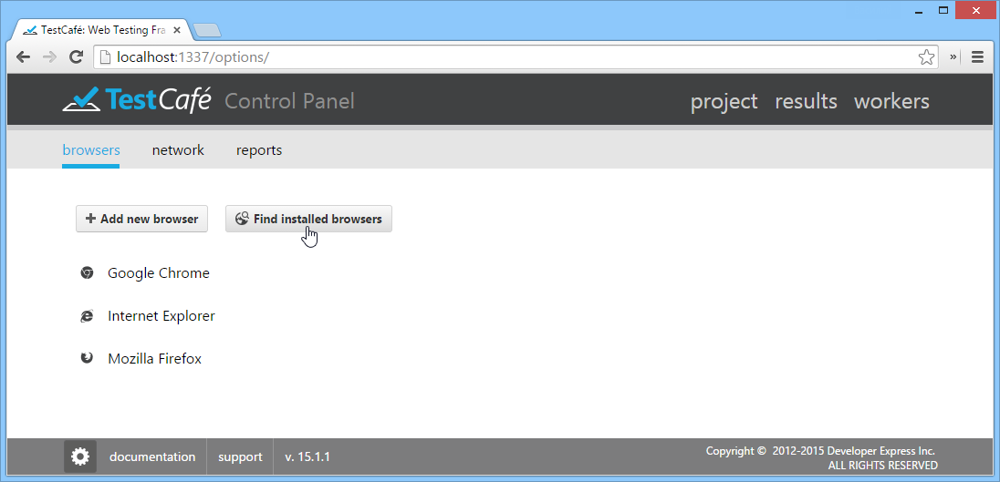 TestCafé: Web Testing Fra
localhost:1337/options/
TestCafé Control Panel project results workers
browsers network reports
Add new browser Find installed browsers
Google Chrome
Internet Explorer
Mozilla Firefox
documentation support v. 15.1.1
Copyright © 2012-2015 Developer Express Inc.
ALL RIGHTS RESERVED